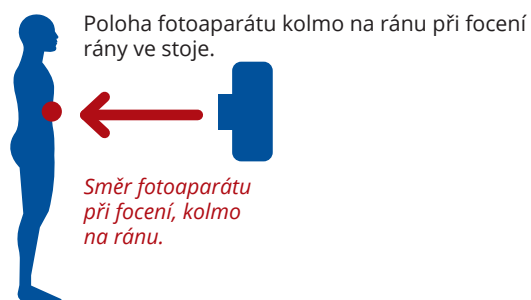 Poloha fotoaparátu kolmo na ránu při focení
rány ve stoje.
Směr fotoaparátu
při focení, kolmo
na ránu.